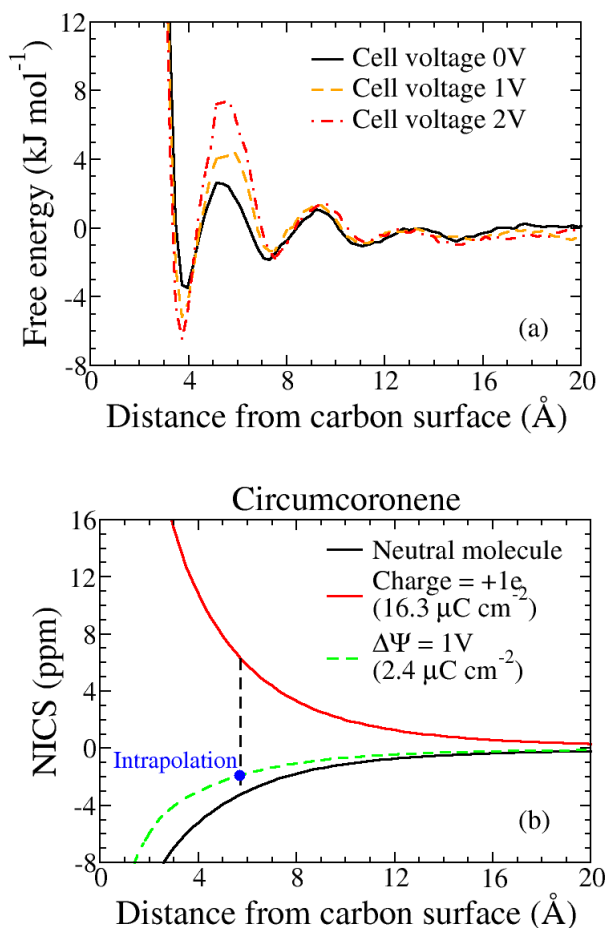 12
8
4
0
-4
-8
Free energy (kJ mol⁻¹)
Cell voltage 0V
Cell voltage 1V
Cell voltage 2V
(a)
0 4 8 12 16 20
Distance from carbon surface (Å)
Circumcoronene
16
12
8
4
0
-4
-8
NICS (ppm)
Neutral molecule
Charge = +1e
(16.3 μC cm⁻²)
ΔΨ = 1V
(2.4 μC cm⁻²)
Intrapolation
(b)
0 4 8 12 16 20
Distance from carbon surface (Å)